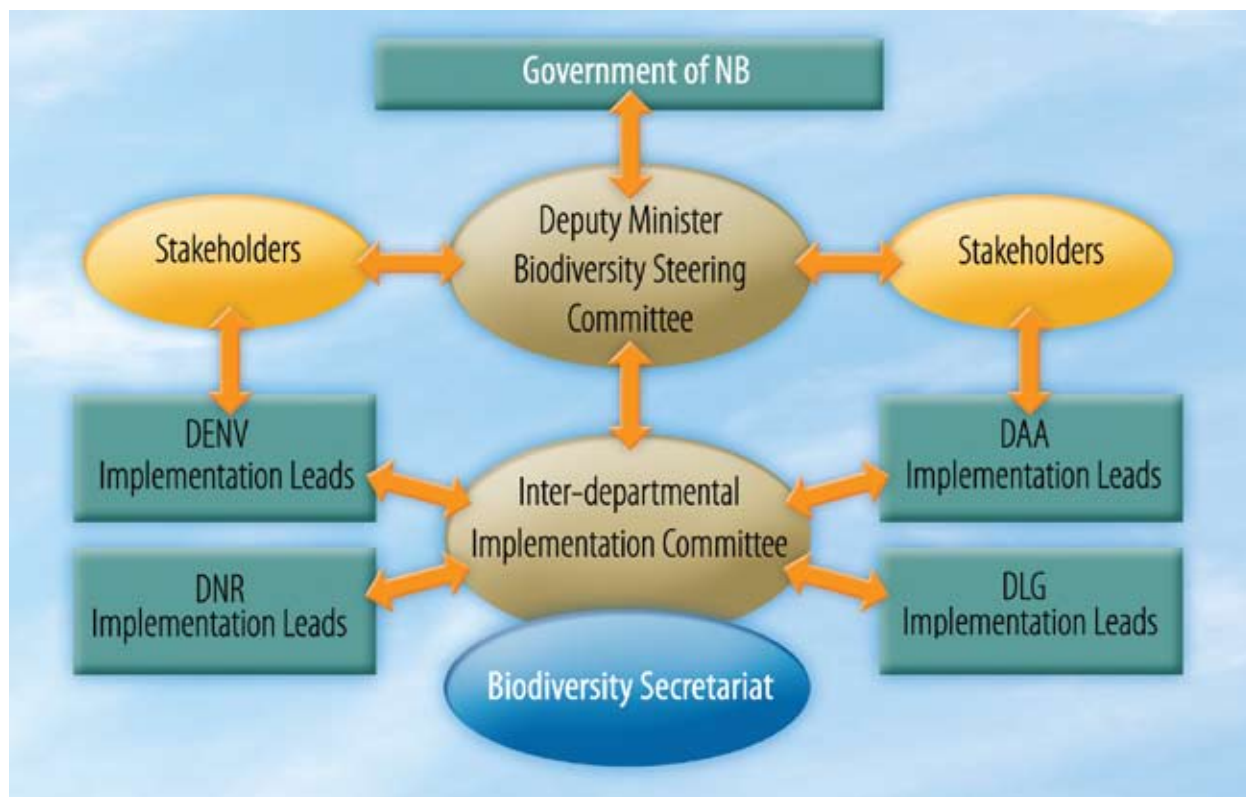 Government of NB
Stakeholders
Deputy Minister
Biodiversity Steering
Committee
Stakeholders
DENV
Implementation Leads
Inter-departmental
Implementation Committee
DAA
Implementation Leads
DNR
Implementation Leads
DLG
Implementation Leads
Biodiversity Secretariat